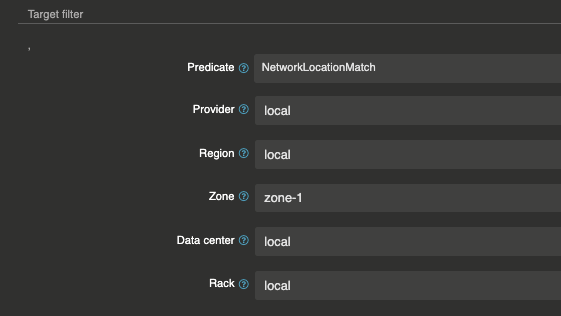 Target filter
,
Predicate ? NetworkLocationMatch
Provider ? local
Region ? local
Zone ? zone-1
Data center ? local
Rack ? local